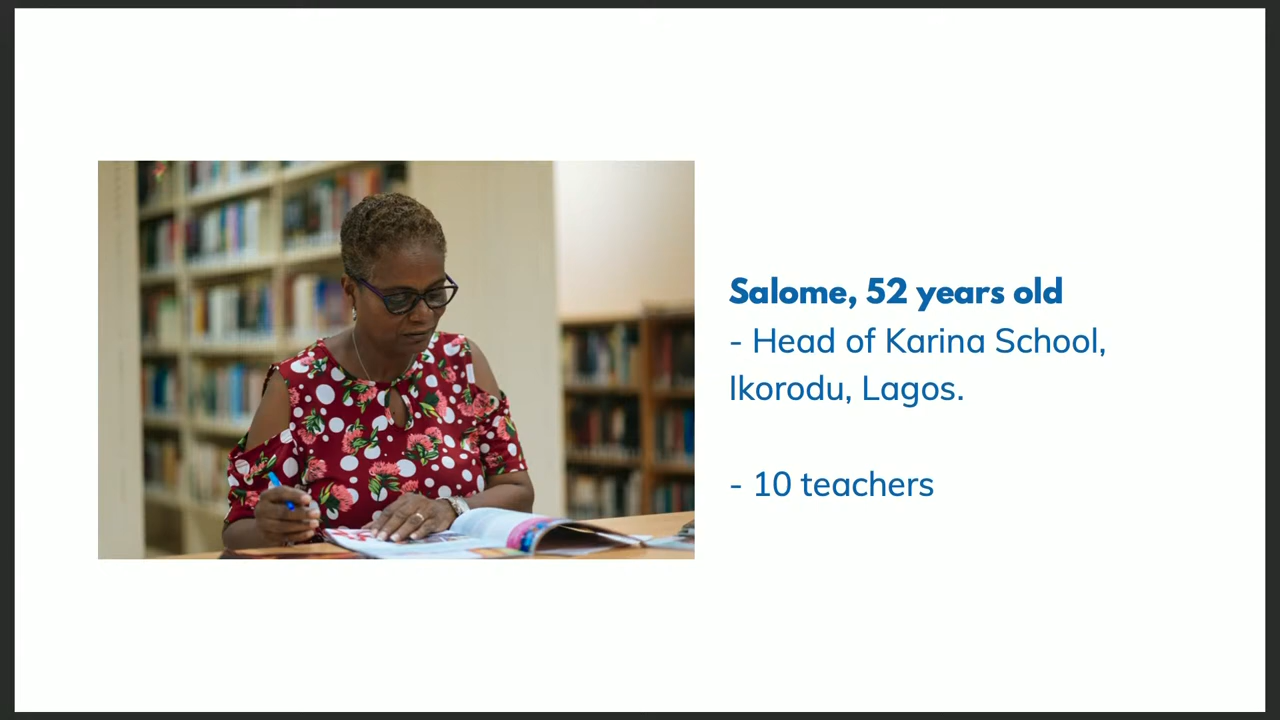 Salome, 52 years old
- Head of Karina School,
Ikorodu, Lagos.
- 10 teachers